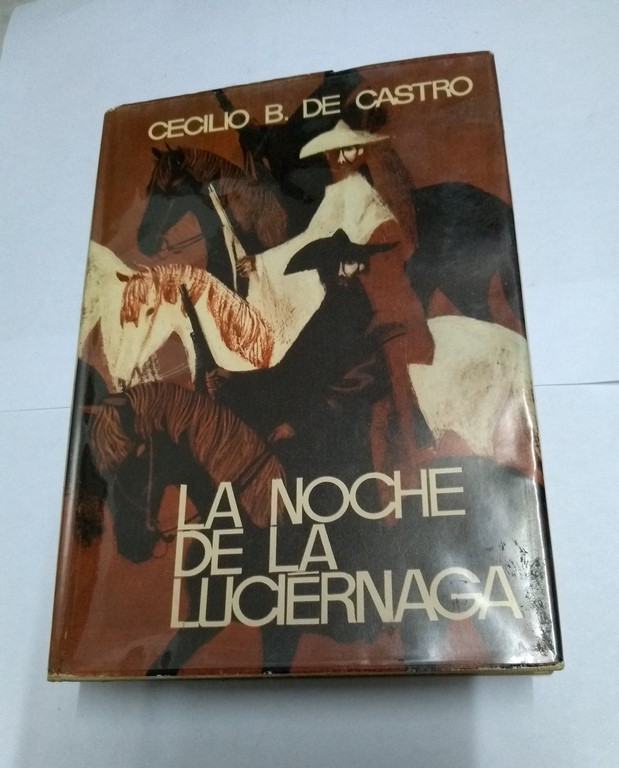 CECILIO B. DE CASTRO
LA NOCHE
DE LA
LUCIÉRNAGA